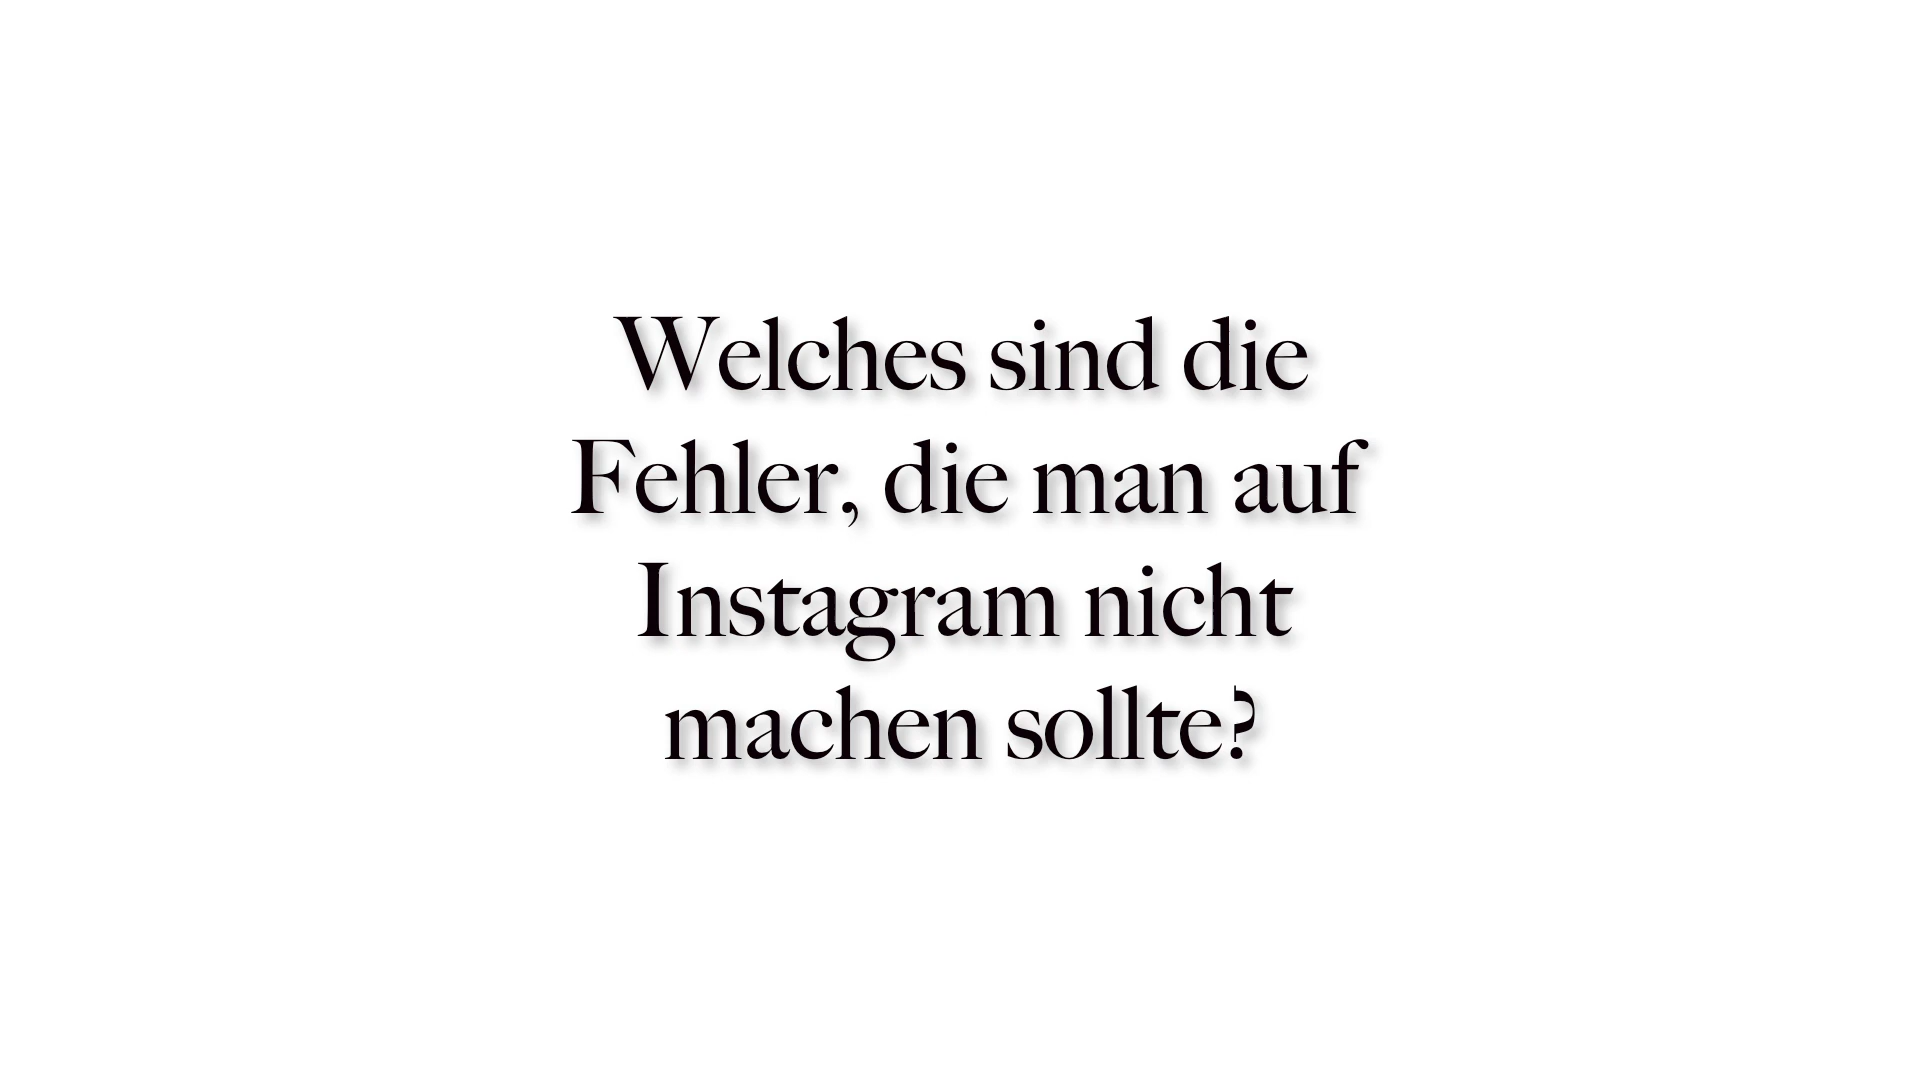 Welches sind die
Fehler, die man auf
Instagram nicht
machen sollte?